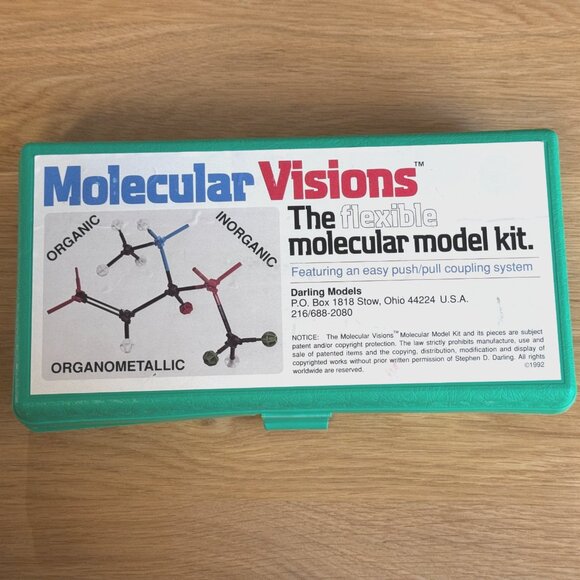 Molecular Visions™
ORGANIC
INORGANIC
ORGANOMETALLIC
The flexible
molecular model kit.
Featuring an easy push/pull coupling system
Darling Models
P.O. Box 1818 Stow, Ohio 44224 U.S.A.
216/688-2080
NOTICE: The Molecular Visions™ Molecular Model Kit and its pieces are subject
patent and/or copyright protection. The law strictly prohibits manufacture, use and
sale of patented items and the copying, distribution, modification and display of
copyrighted works without prior written permission of Stephen D. Darling. All rights
worldwide are reserved.
©1992